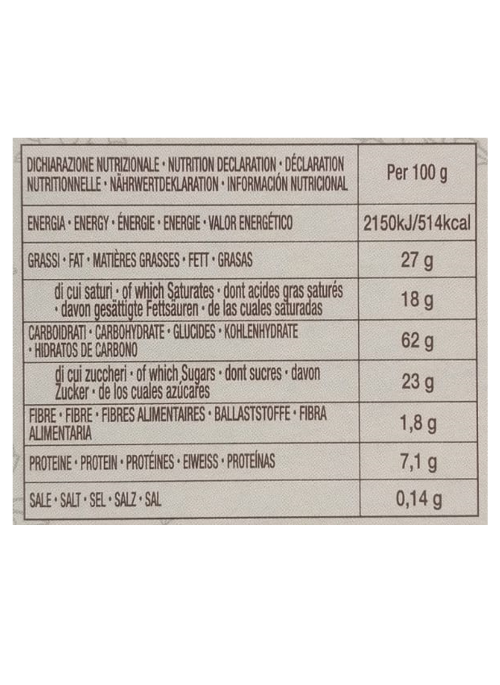 DICHIARAZIONE NUTRIZIONALE • NUTRITION DECLARATION • DÉCLARATION
NUTRITIONNELLE • NÄHRWERTDEKLARATION • INFORMACIÓN NUTRICIONAL
Per 100 g
ENERGIA • ENERGY • ÉNERGIE • ENERGIE • VALOR ENERGÉTICO
2150kJ/514kcal
GRASSI • FAT • MATIÈRES GRASSES • FETT • GRASAS
27 g
di cui saturi • of which Saturates • dont acides gras saturés
• davon gesättigte Fettsäuren • de las cuales saturadas
18 g
CARBOIDRATI • CARBOHYDRATE • GLUCIDES • KOHLENHYDRATE
• HIDRATOS DE CARBONO
62 g
di cui zuccheri • of which Sugars • dont sucres • davon
Zucker • de los cuales azúcares
23 g
FIBRE • FIBRE • FIBRES ALIMENTAIRES • BALLASTSTOFFE • FIBRA
ALIMENTARIA
1,8 g
PROTEINE • PROTEIN • PROTÉINES • EIWEISS • PROTEÍNAS
7,1 g
SALE • SALT • SEL • SALZ • SAL
0,14 g